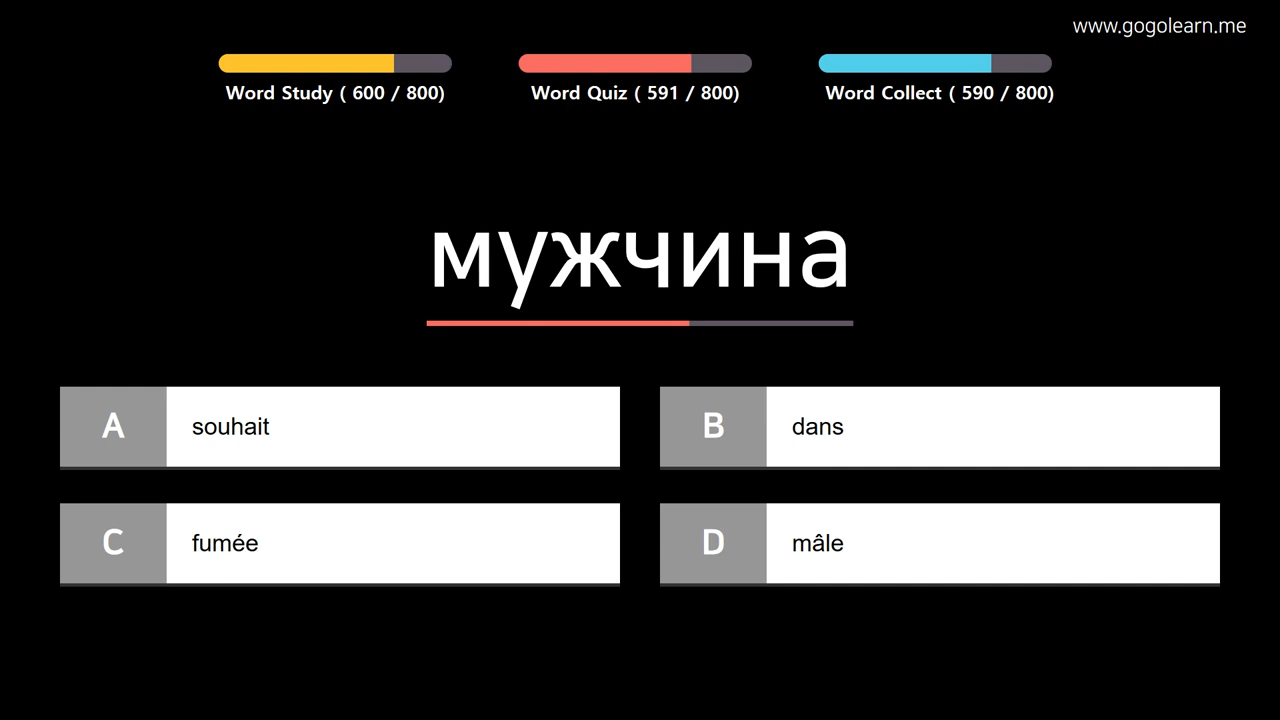 www.gogolearn.me
Word Study ( 600 / 800)
Word Quiz ( 591 / 800)
Word Collect ( 590 / 800)
мужчина
A souhait
B dans
C fumée
D mâle